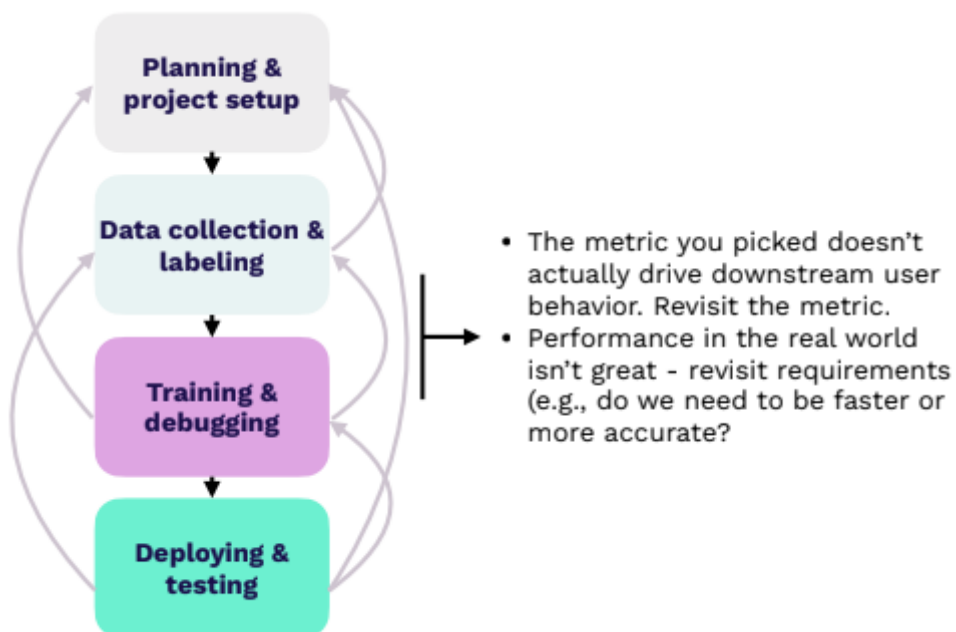 Planning &
project setup
Data collection &
labeling
Training &
debugging
Deploying &
testing
• The metric you picked doesn’t
actually drive downstream user
behavior. Revisit the metric.
• Performance in the real world
isn’t great - revisit requirements
(e.g., do we need to be faster or
more accurate?